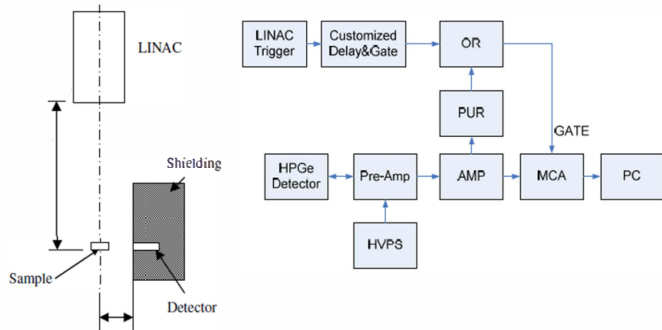 LINAC
Shielding
Sample
Detector
LINAC
Trigger
Customized
Delay&Gate
OR
PUR
GATE
HPGe
Detector
Pre-Amp
AMP
MCA
PC
HVPS